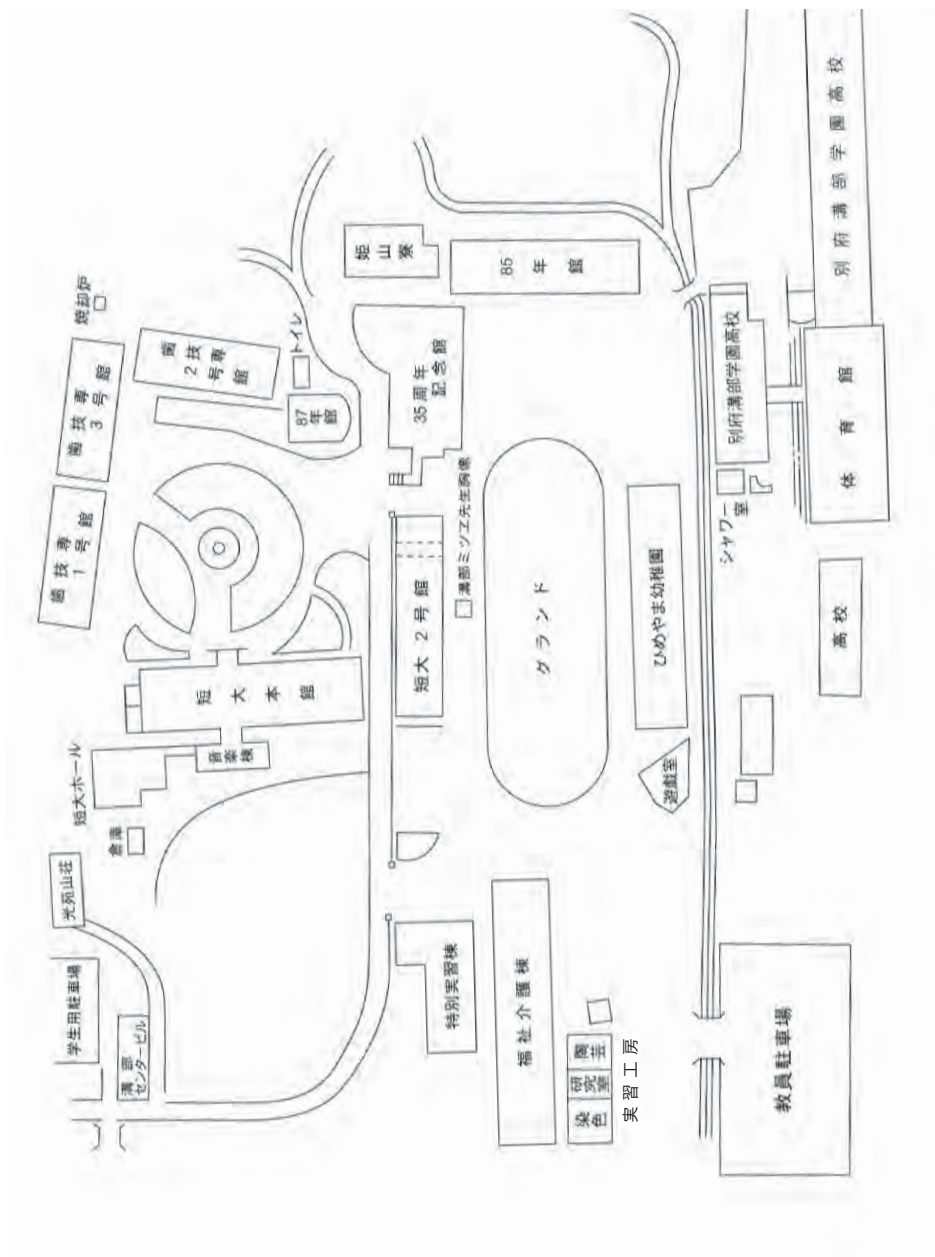 学生用駐車場
光苑山荘
短大ホール
歯技専
1号館
歯技専
3号館
焼却炉
溝部
センタービル
倉庫
歯技専
2号館
音楽棟
短大本館
87
年館
トイレ
姫山寮
35周年
記念館
短大2号館
溝部ミツヱ先生胸像
特別実習棟
85年館
福祉介護棟
グランド
染色
研究室
陶芸
実習工房
ひめやま幼稚園
遊戯室
シャワー
室
別府溝部学園高校
教員駐車場
高校
体育館
別府溝部学園高校